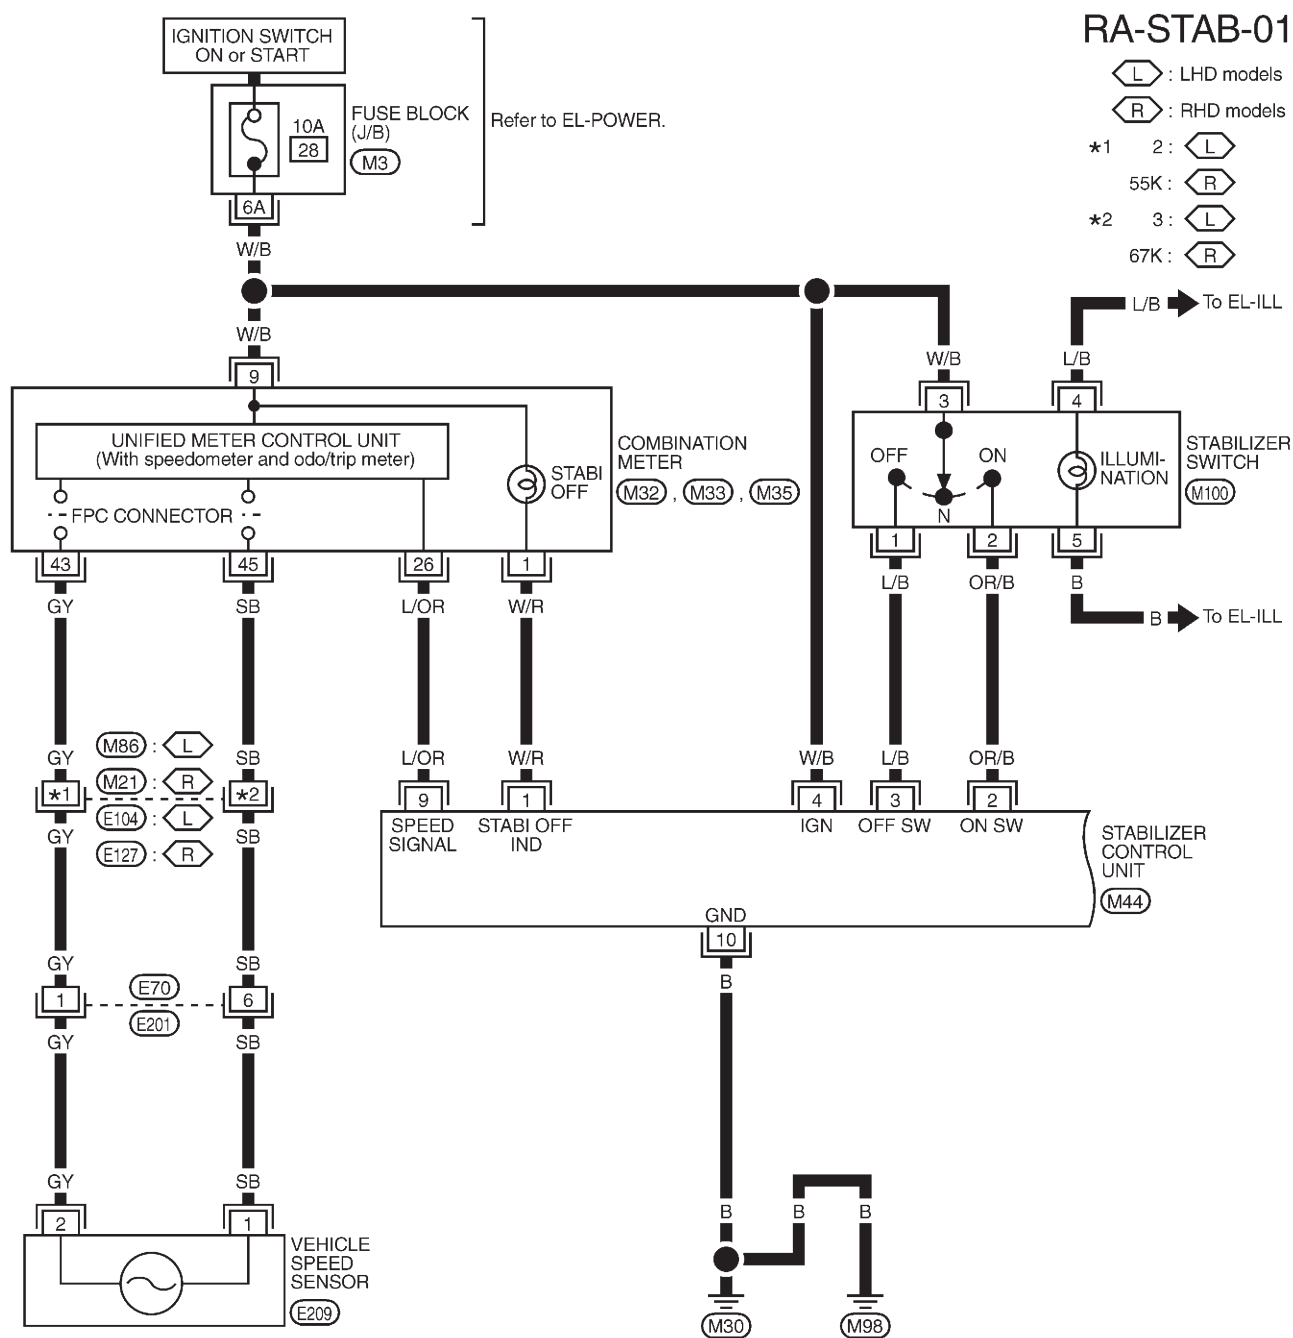 RA-STAB-01
L : LHD models
R : RHD models
*1 2 : L
55K : R
*2 3 : L
67K : R
IGNITION SWITCH
ON or START
10A
28
FUSE BLOCK
(J/B)
M3
Refer to EL-POWER.
6A
W/B
W/B
9
W/B
L/B
To EL-ILL
L/B
3
4
UNIFIED METER CONTROL UNIT
(With speedometer and odo/trip meter)
FPC CONNECTOR
STABI
OFF
COMBINATION
METER
M32 , M33 , M35
OFF
ON
N
ILLUMI-
NATION
STABILIZER
SWITCH
M100
43
45
26
1
1
2
5
GY
SB
L/OR
W/R
L/B
OR/B
B
B
To EL-ILL
GY
SB
L/OR
W/R
W/B
L/B
OR/B
M86 : L
M21 : R
*1
*2
E104 : L
E127 : R
GY
SB
9
1
4
3
2
SPEED
SIGNAL
STABI OFF
IND
IGN
OFF SW
ON SW
STABILIZER
CONTROL
UNIT
M44
GND
10
B
GY
SB
1
6
E70
E201
GY
SB
GY
SB
2
1
VEHICLE
SPEED
SENSOR
E209
B
B
B
M30
M98